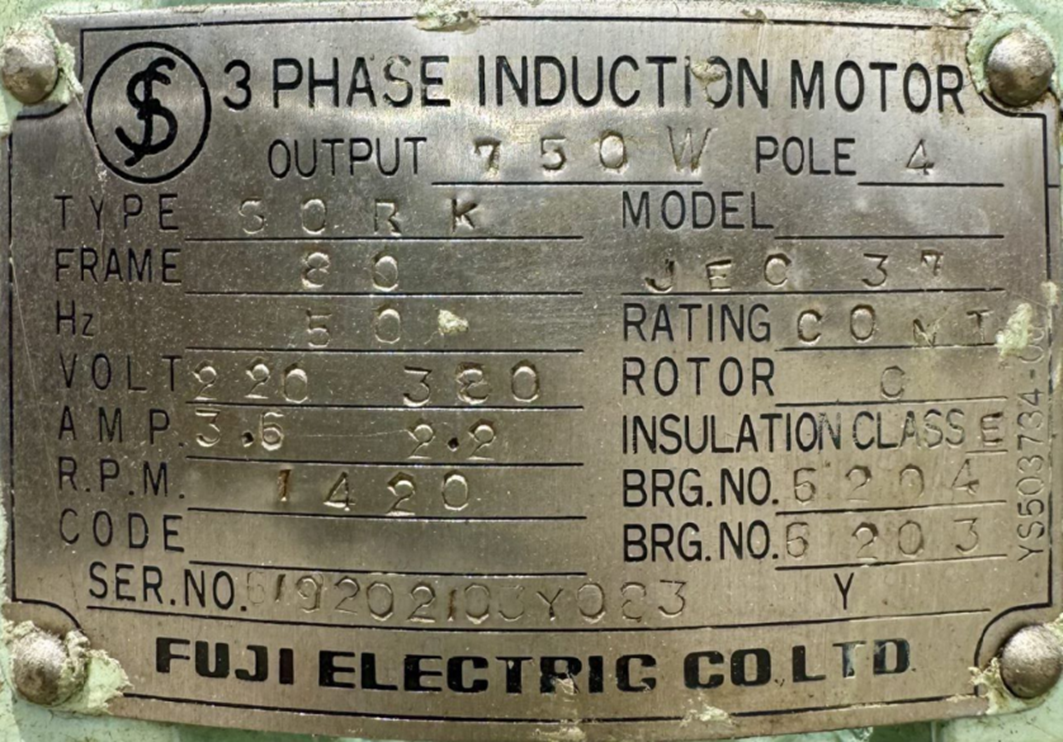 3 PHASE INDUCTION MOTOR
OUTPUT 750 W POLE 4
TYPE MODEL
FRAME 80 JEC 37
Hz 50 RATING CONT
VOLT 220 380 ROTOR C
AMP. 3.6 2.2 INSULATION CLASS E
R.P.M. 1420 BRG.NO. 6204
CODE BRG.NO. 6203
SER.NO. Y
FUJI ELECTRIC CO.LTD.